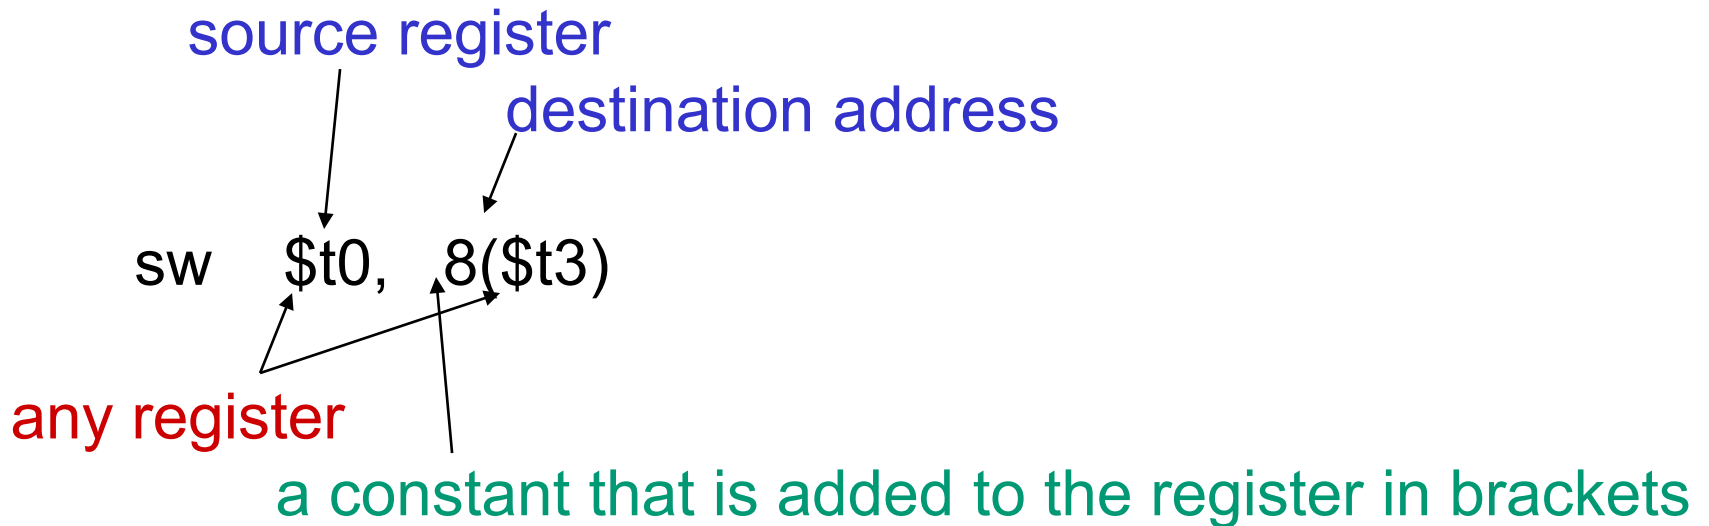 source register
destination address
sw $t0, 8($t3)
any register
a constant that is added to the register in brackets